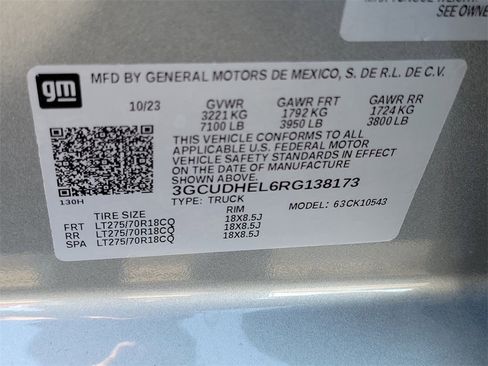 SEE OWNE
gm
MFD BY GENERAL MOTORS DE MEXICO, S. DE R.L. DE C.V.
10/23 GVWR GAWR FRT GAWR RR
3221 KG 1792 KG 1724 KG
7100 LB 3950 LB 3800 LB
THIS VEHICLE CONFORMS TO ALL
APPLICABLE U.S. FEDERAL MOTOR
VEHICLE SAFETY STANDARDS IN EFFECT
ON THE DATE OF MANUFACTURE SHOWN ABOVE.
3GCUDHEL6RG138173
130H TYPE: TRUCK MODEL: 63CK10543
TIRE SIZE RIM
FRT LT275/70R18CQ 18X8.5J
RR LT275/70R18CQ 18X8.5J
SPA LT275/70R18CQ 18X8.5J